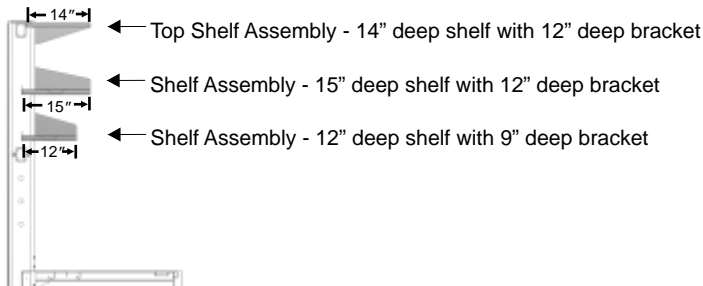 14”
Top Shelf Assembly - 14” deep shelf with 12” deep bracket
Shelf Assembly - 15” deep shelf with 12” deep bracket
15”
Shelf Assembly - 12” deep shelf with 9” deep bracket
12”